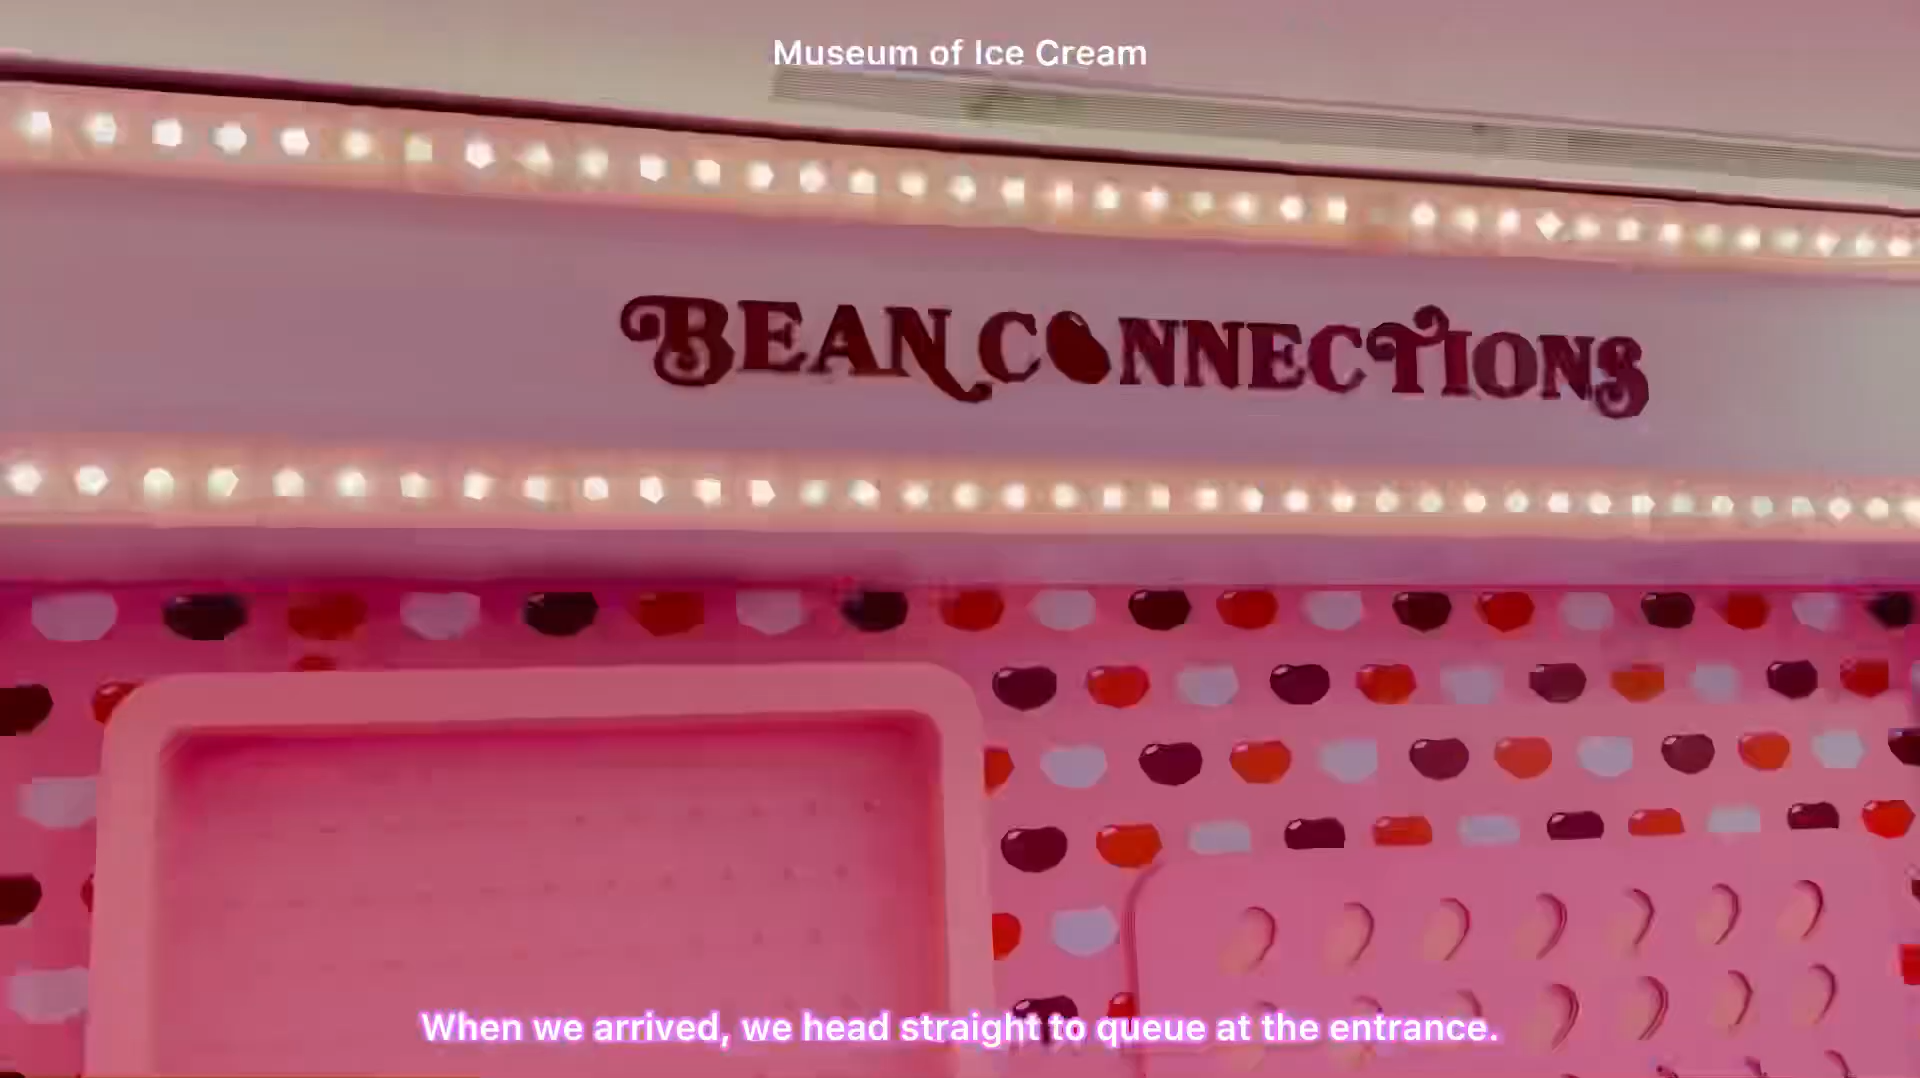 Museum of Ice Cream
BEAN CONNECTIONS
When we arrived, we head straight to queue at the entrance.